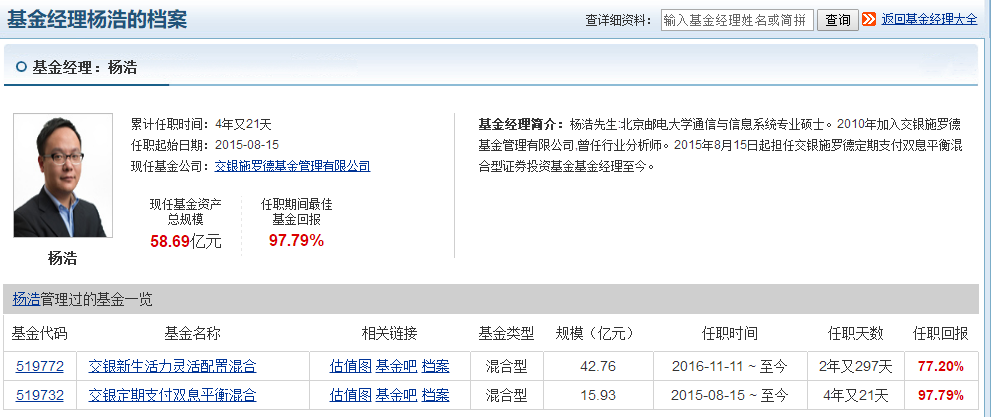 基金经理杨浩的档案
查详细资料： 输入基金经理姓名或简拼 查询 返回基金经理大全
基金经理：杨浩
累计任职时间：4年又21天
任职起始日期：2015-08-15
现任基金公司：交银施罗德基金管理有限公司
现任基金资产
总规模
58.69亿元
任职期间最佳
基金回报
97.79%
杨浩
基金经理简介：杨浩先生:北京邮电大学通信与信息系统专业硕士。2010年加入交银施罗德
基金管理有限公司,曾任行业分析师。2015年8月15日起担任交银施罗德定期支付双息平衡混
合型证券投资基金基金经理至今。
杨浩管理过的基金一览
基金代码 基金名称 相关链接 基金类型 规模（亿元） 任职时间 任职天数 任职回报
519772 交银新生活力灵活配置混合 估值图 基金吧 档案 混合型 42.76 2016-11-11 ~ 至今 2年又297天 77.20%
519732 交银定期支付双息平衡混合 估值图 基金吧 档案 混合型 15.93 2015-08-15 ~ 至今 4年又21天 97.79%